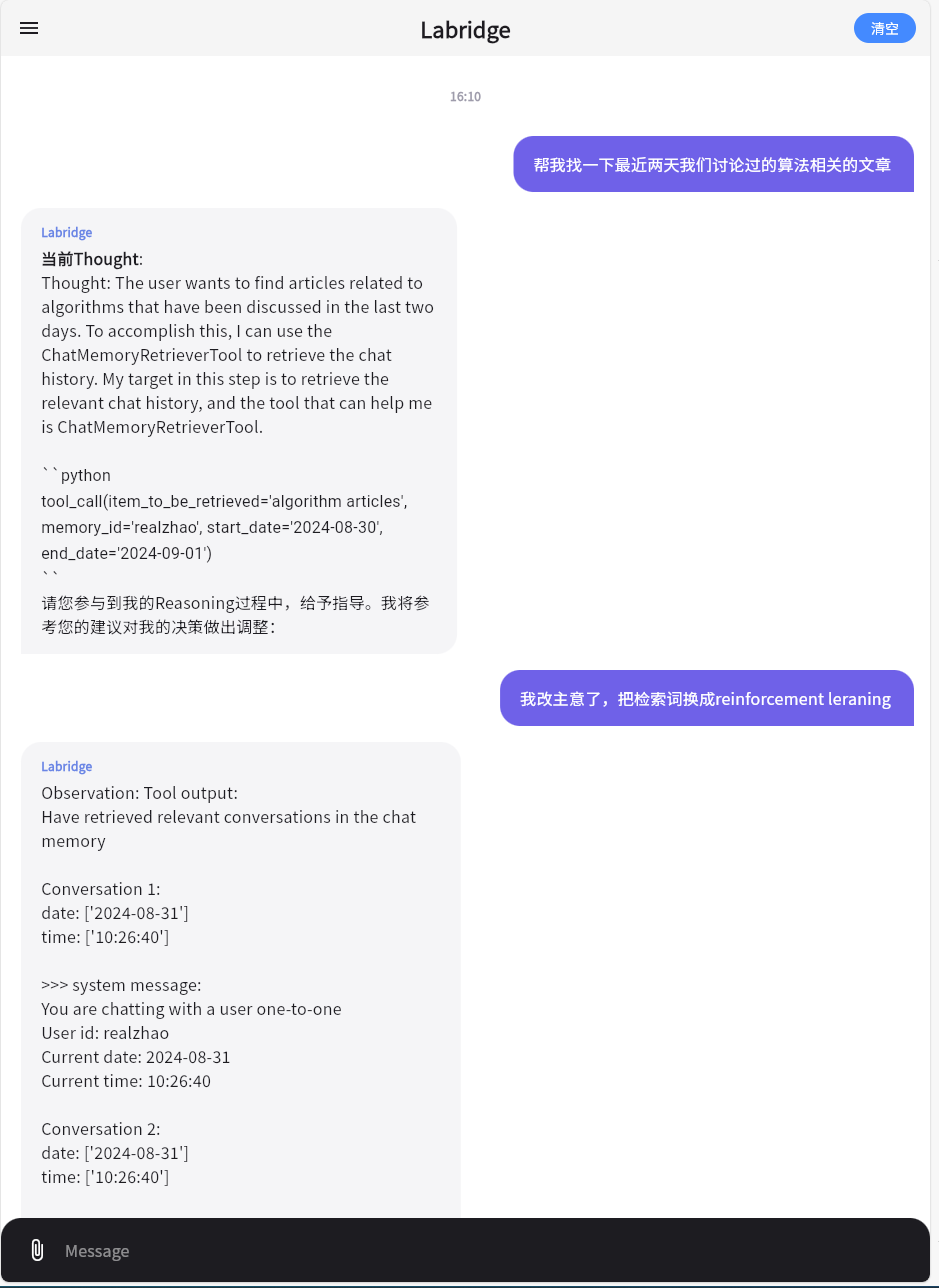 Labridge
清空
16:10
帮我找一下最近两天我们讨论过的算法相关的文章
Labridge
当前Thought:
Thought: The user wants to find articles related to
algorithms that have been discussed in the last two
days. To accomplish this, I can use the
ChatMemoryRetrieverTool to retrieve the chat
history. My target in this step is to retrieve the
relevant chat history, and the tool that can help me
is ChatMemoryRetrieverTool.
``python
tool_call(item_to_be_retrieved='algorithm articles',
memory_id='realzhao', start_date='2024-08-30',
end_date='2024-09-01')
``
请您参与到我的Reasoning过程中，给予指导。我将参
考您的建议对我的决策做出调整：
我改主意了，把检索词换成reinforcement leraning
Labridge
Observation: Tool output:
Have retrieved relevant conversations in the chat
memory
Conversation 1:
date: ['2024-08-31']
time: ['10:26:40']
>>> system message:
You are chatting with a user one-to-one
User id: realzhao
Current date: 2024-08-31
Current time: 10:26:40
Conversation 2:
date: ['2024-08-31']
time: ['10:26:40']
Message